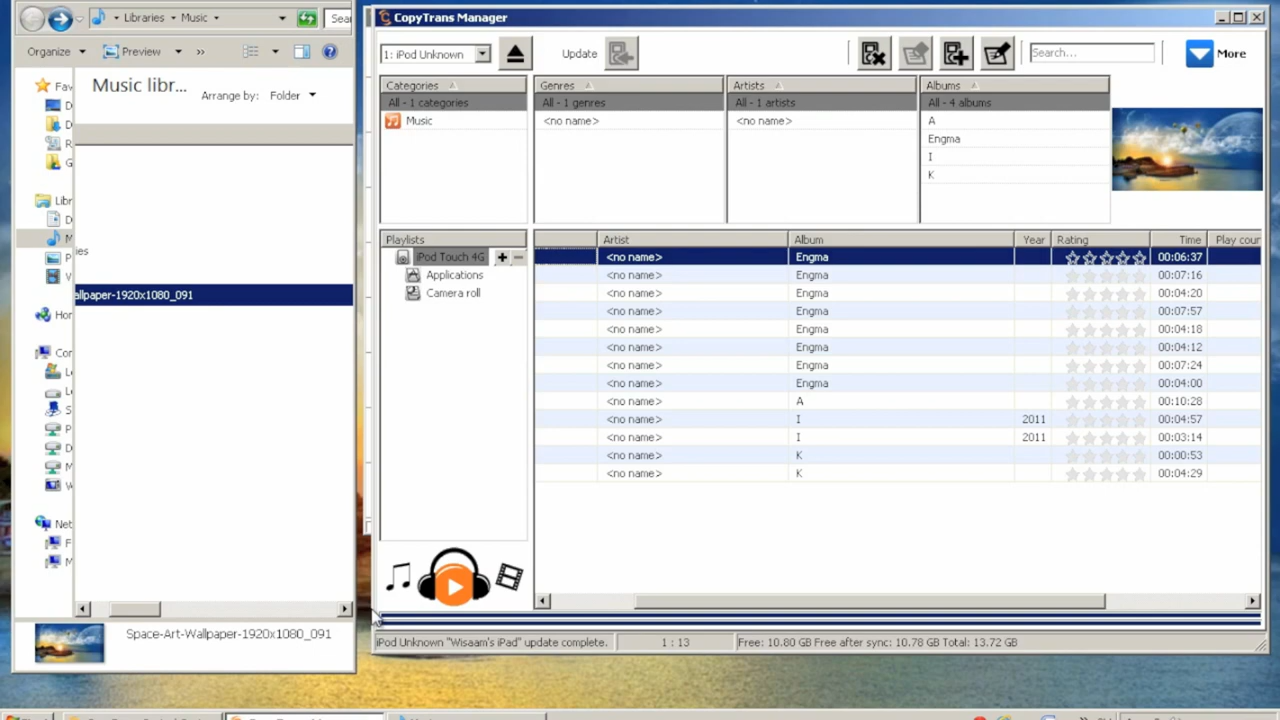 Libraries ▸ Music ▸
Sear
Organize
Preview
»
Fav
D
D
R
G
Libr
D
M
P
V
Hor
Con
L
L
S
P
D
M
W
Net
F
M
Music libr...
Arrange by: Folder
ies
allpaper-1920x1080_091
Space-Art-Wallpaper-1920x1080_091
CopyTrans Manager
1: iPod Unknown
Update
Search...
More
Categories
All - 1 categories
Music
Genres
All - 1 genres
<no name>
Artists
All - 1 artists
<no name>
Albums
All - 4 albums
A
Engma
I
K
Playlists
iPod Touch 4G
Applications
Camera roll
Artist Album Year Rating Time Play coun
<no name> Engma 00:06:37
<no name> Engma 00:07:16
<no name> Engma 00:04:20
<no name> Engma 00:07:57
<no name> Engma 00:04:18
<no name> Engma 00:04:12
<no name> Engma 00:07:24
<no name> Engma 00:04:00
<no name> A 00:10:28
<no name> I 2011 00:04:57
<no name> I 2011 00:03:14
<no name> K 00:00:53
<no name> K 00:04:29
iPod Unknown "Wisaam's iPad" update complete.
1 : 13
Free: 10.80 GB Free after sync: 10.78 GB Total: 13.72 GB